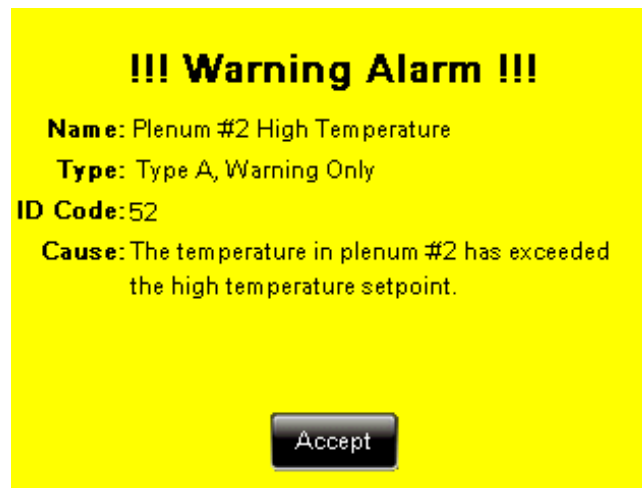 !!! Warning Alarm !!!
Name: Plenum #2 High Temperature
Type: Type A, Warning Only
ID Code: 52
Cause: The temperature in plenum #2 has exceeded
the high temperature setpoint.
Accept